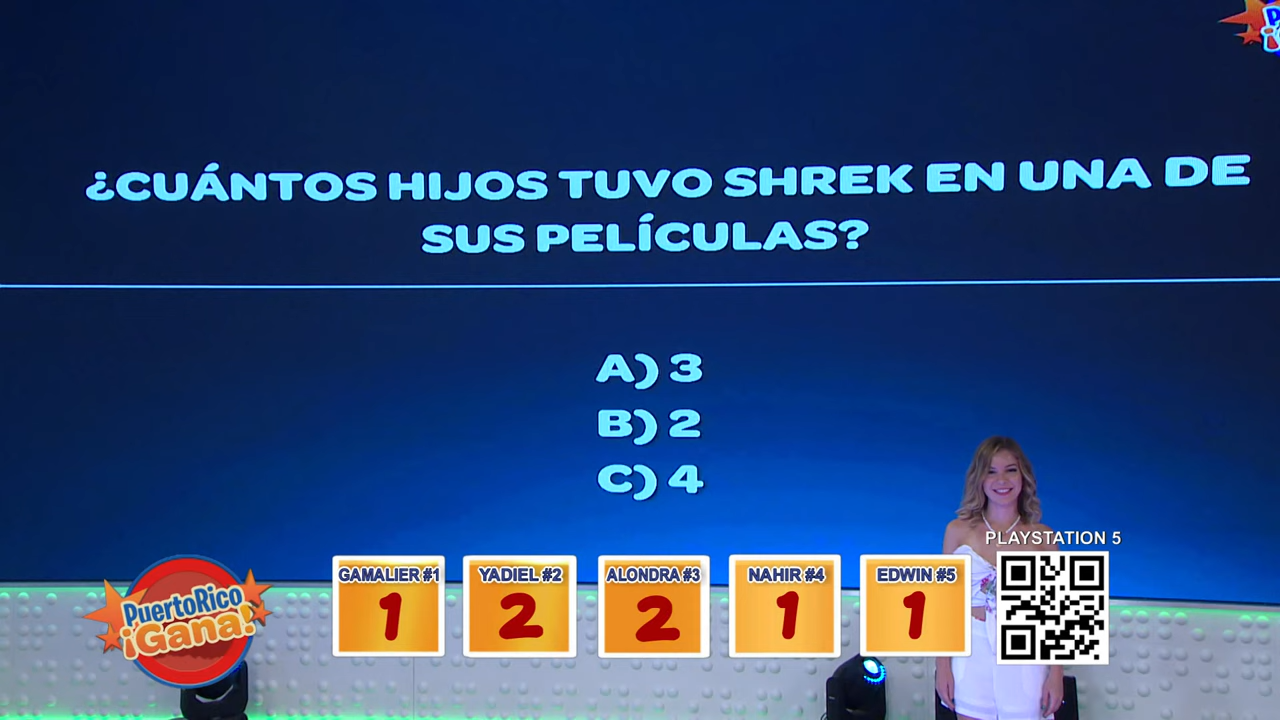 ¿CUÁNTOS HIJOS TUVO SHREK EN UNA DE
SUS PELÍCULAS?
A) 3
B) 2
C) 4
PLAYSTATION 5
PuertoRico
¡Gana!
GAMALIER #1
1
YADIEL #2
2
ALONDRA #3
2
NAHIR #4
1
EDWIN #5
1